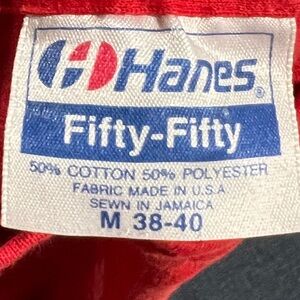 Hanes®
Fifty-Fifty
50% COTTON 50% POLYESTER
FABRIC MADE IN U.S.A
SEWN IN JAMAICA
M 38-40